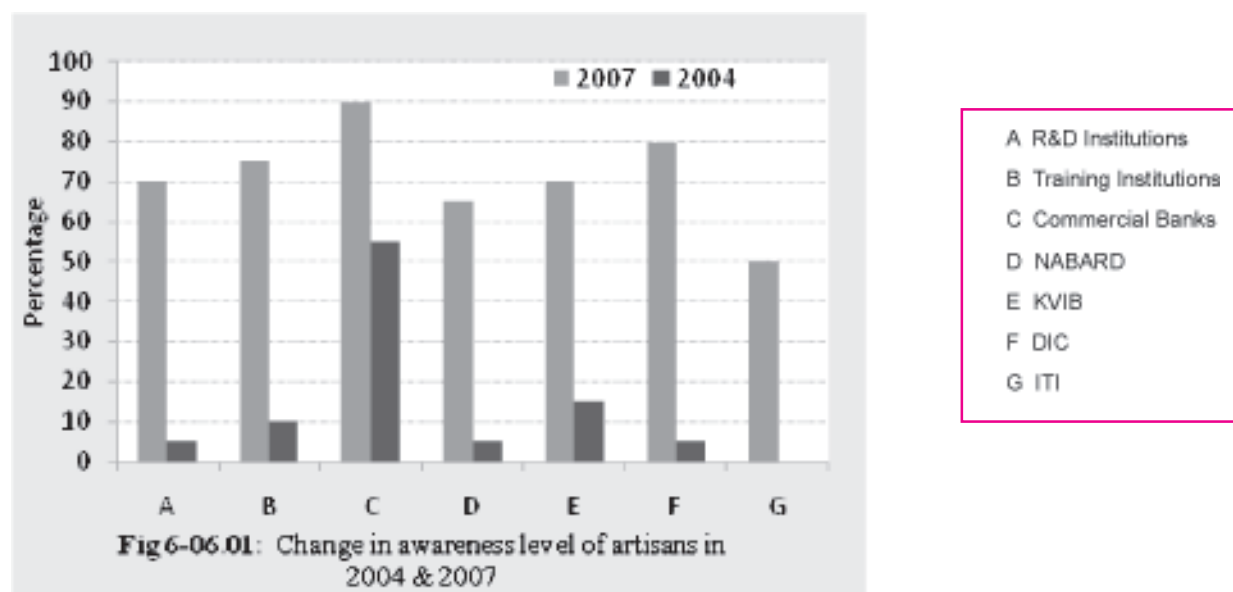 100
90
80
70
60
50
40
30
20
10
0
Percentage
2007 2004
A B C D E F G
Fig 6-06.01: Change in awareness level of artisans in
2004 & 2007
A R&D Institutions
B Training Institutions
C Commercial Banks
D NABARD
E KVIB
F DIC
G ITI